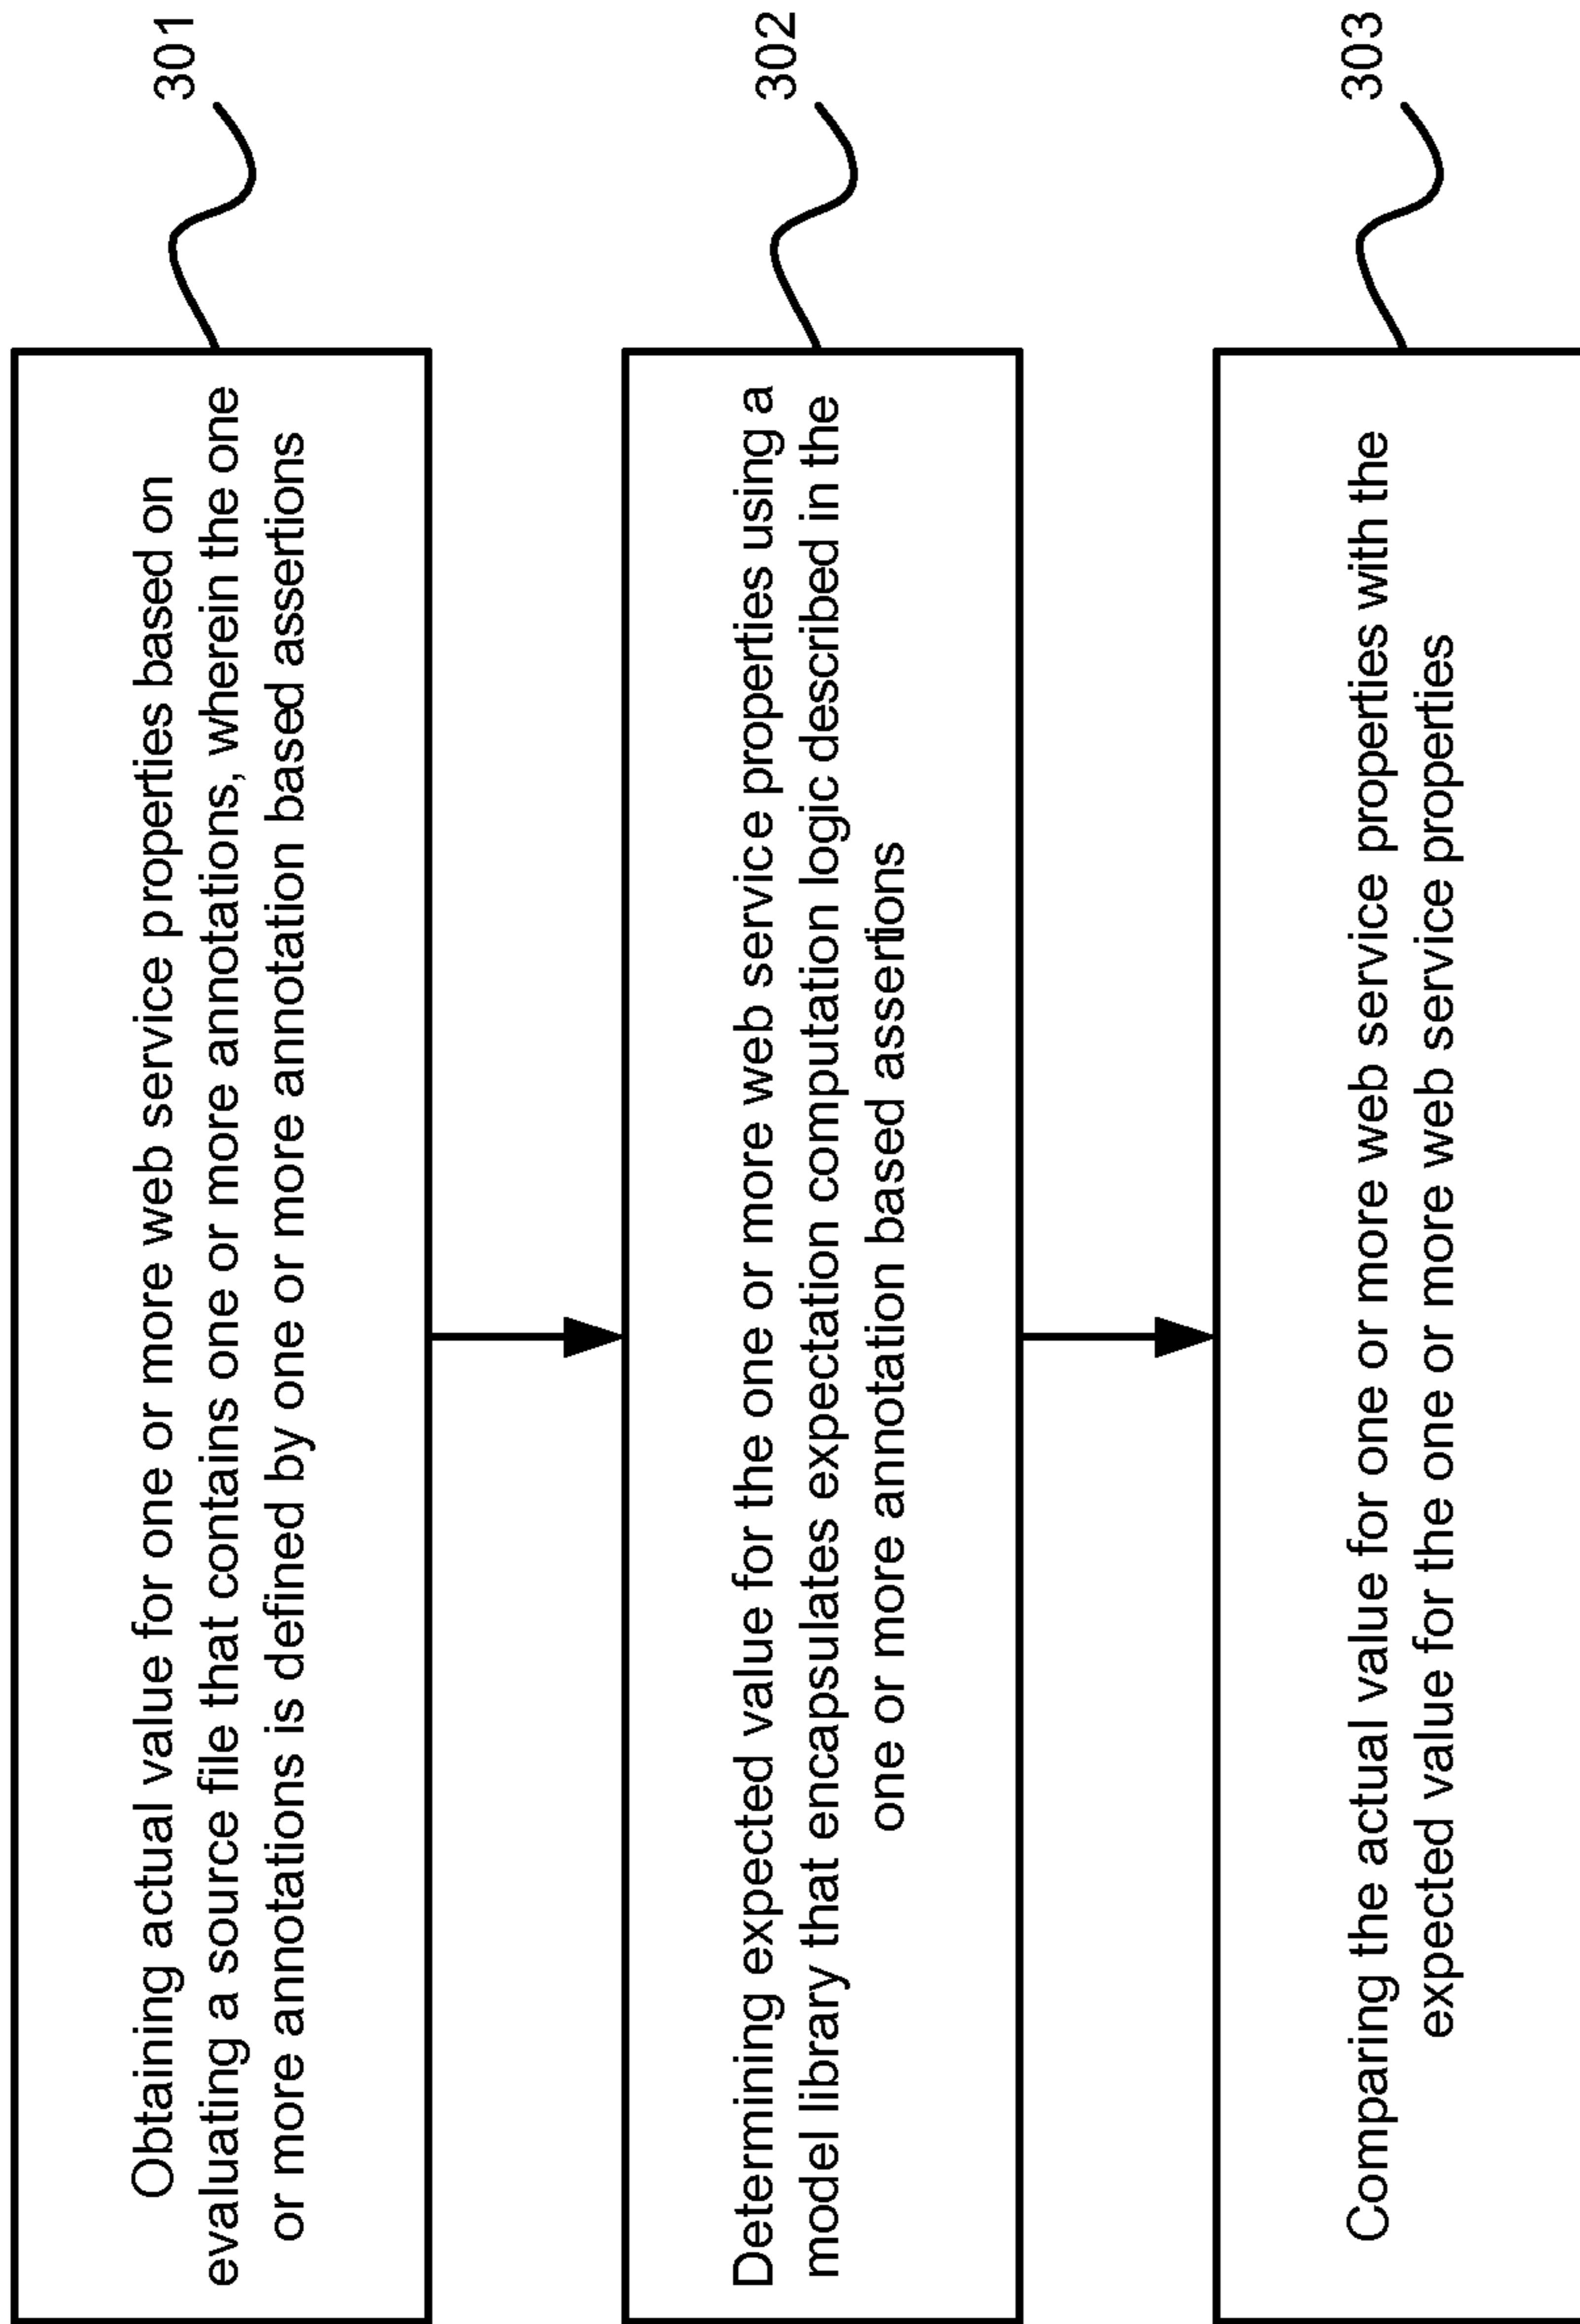 Obtaining actual value for one or more web service properties based on
evaluating a source file that contains one or more annotations, wherein the one
or more annotations is defined by one or more annotation based assertions
301
Determining expected value for the one or more web service properties using a
model library that encapsulates expectation computation logic described in the
one or more annotation based assertions
302
Comparing the actual value for one or more web service properties with the
expected value for the one or more web service properties
303